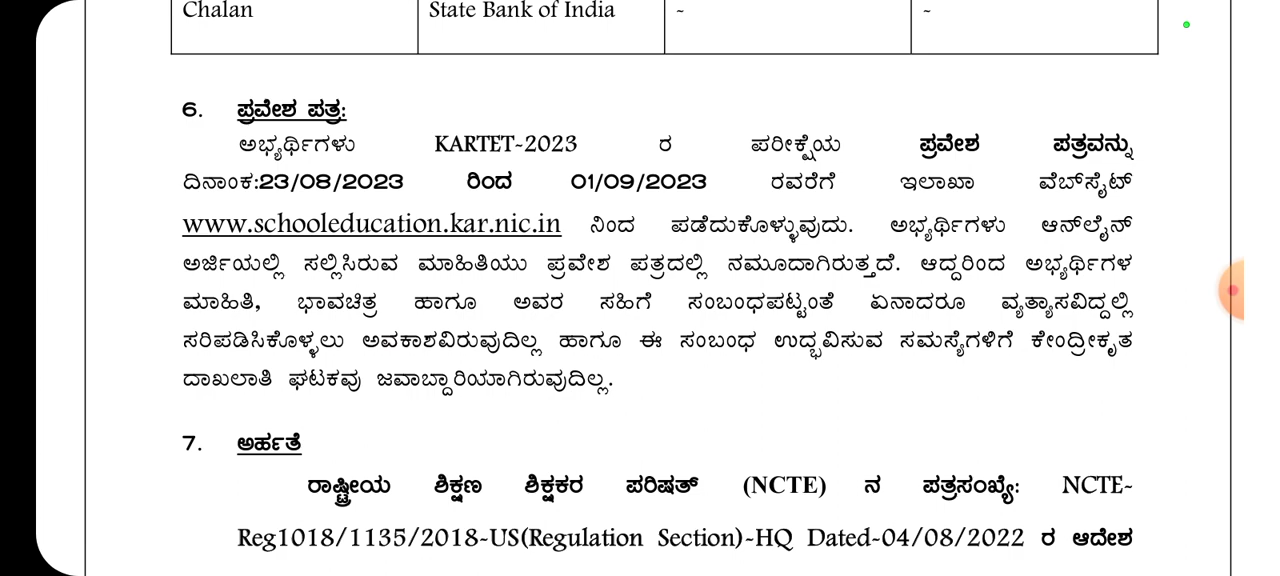 Chalan State Bank of India - -
6. ಪ್ರವೇಶ ಪತ್ರ:
ಅಭ್ಯರ್ಥಿಗಳು KARTET-2023 ರ ಪರೀಕ್ಷೆಯ ಪ್ರವೇಶ ಪತ್ರವನ್ನು
ದಿನಾಂಕ:23/08/2023 ರಿಂದ 01/09/2023 ರವರೆಗೆ ಇಲಾಖಾ ವೆಬ್‌ಸೈಟ್
www.schooleducation.kar.nic.in ನಿಂದ ಪಡೆದುಕೊಳ್ಳುವುದು. ಅಭ್ಯರ್ಥಿಗಳು ಆನ್‌ಲೈನ್
ಅರ್ಜಿಯಲ್ಲಿ ಸಲ್ಲಿಸಿರುವ ಮಾಹಿತಿಯು ಪ್ರವೇಶ ಪತ್ರದಲ್ಲಿ ನಮೂದಾಗಿರುತ್ತದೆ. ಆದ್ದರಿಂದ ಅಭ್ಯರ್ಥಿಗಳ
ಮಾಹಿತಿ, ಭಾವಚಿತ್ರ ಹಾಗೂ ಅವರ ಸಹಿಗೆ ಸಂಬಂಧಪಟ್ಟಂತೆ ಏನಾದರೂ ವ್ಯತ್ಯಾಸವಿದ್ದಲ್ಲಿ
ಸರಿಪಡಿಸಿಕೊಳ್ಳಲು ಅವಕಾಶವಿರುವುದಿಲ್ಲ ಹಾಗೂ ಈ ಸಂಬಂಧ ಉದ್ಭವಿಸುವ ಸಮಸ್ಯೆಗಳಿಗೆ ಕೇಂದ್ರೀಕೃತ
ದಾಖಲಾತಿ ಘಟಕವು ಜವಾಬ್ದಾರಿಯಾಗಿರುವುದಿಲ್ಲ.
7. ಅರ್ಹತೆ
ರಾಷ್ಟ್ರೀಯ ಶಿಕ್ಷಣ ಶಿಕ್ಷಕರ ಪರಿಷತ್ (NCTE) ನ ಪತ್ರಸಂಖ್ಯೆ: NCTE-
Reg1018/1135/2018-US(Regulation Section)-HQ Dated-04/08/2022 ರ ಆದೇಶ